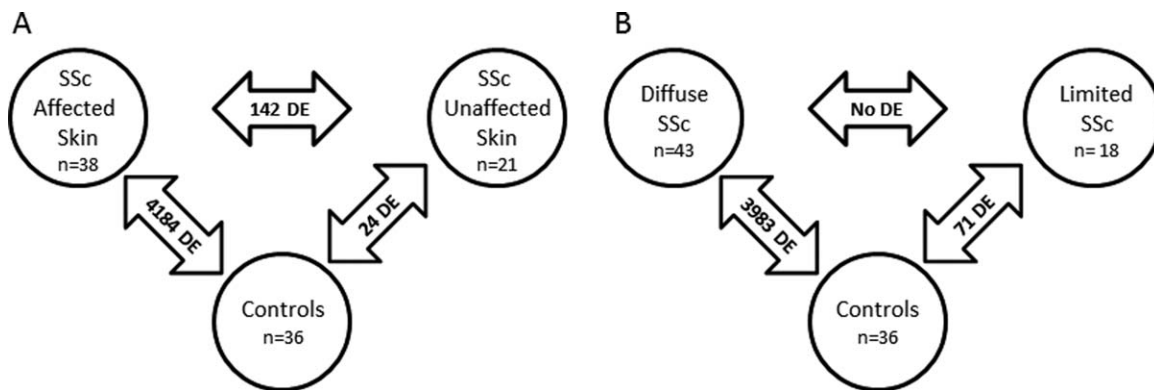 A
SSc
Affected
Skin
n=38
142 DE
SSc
Unaffected
Skin
n=21
4184 DE
24 DE
Controls
n=36
B
Diffuse
SSc
n=43
No DE
Limited
SSc
n= 18
3983 DE
71 DE
Controls
n=36